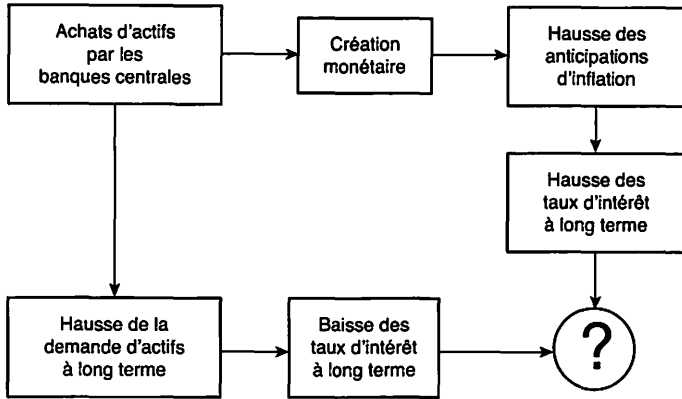 Achats d'actifs
par les
banques centrales
Création
monétaire
Hausse des
anticipations
d'inflation
Hausse des
taux d'intérêt
à long terme
Hausse de la
demande d'actifs
à long terme
Baisse des
taux d'intérêt
à long terme
?